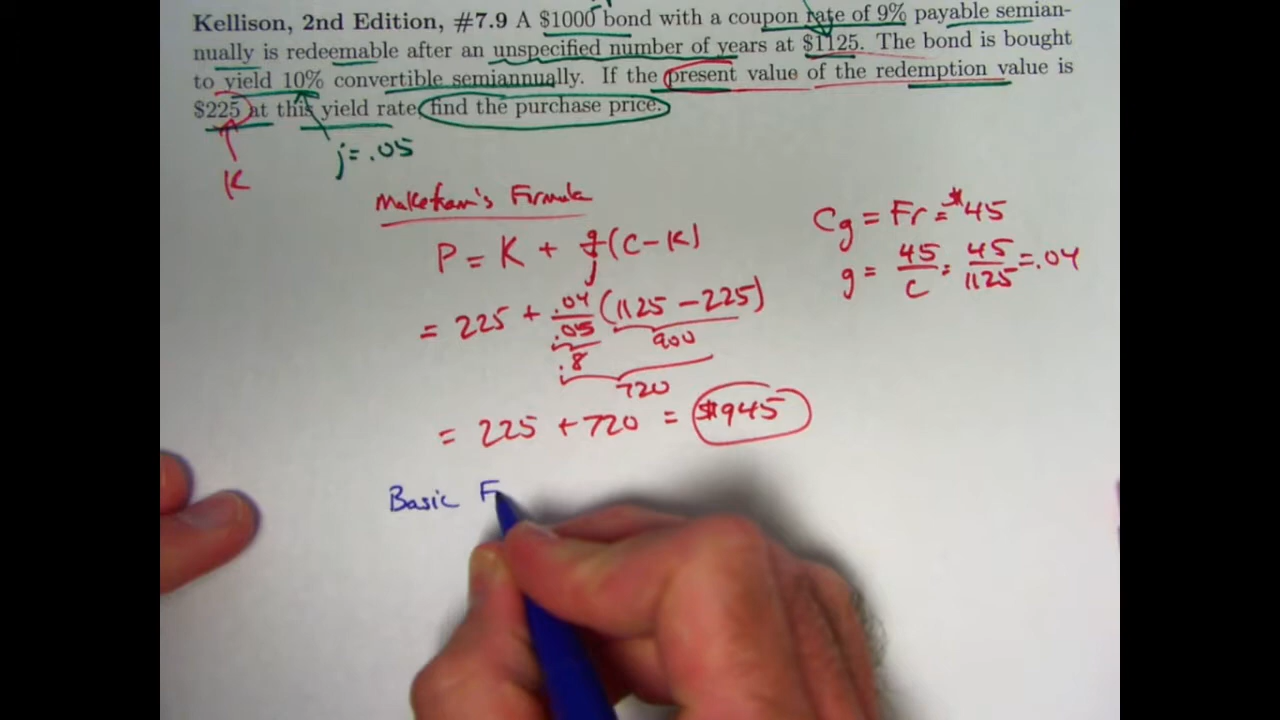 Kellison, 2nd Edition, #7.9 A $1000 bond with a coupon rate of 9% payable semian-
nually is redeemable after an unspecified number of years at $1125. The bond is bought
to yield 10% convertible semiannually. If the present value of the redemption value is
$225 at this yield rate find the purchase price.
K
j=.05
Makeham's Formula
P = K + g/j (C-K)
= 225 + .04/.05 (1125 - 225)
.8
900
720
= 225 + 720 = $945
Cg = Fr = $45
g = 45/C = 45/1125 = .04
Basic F